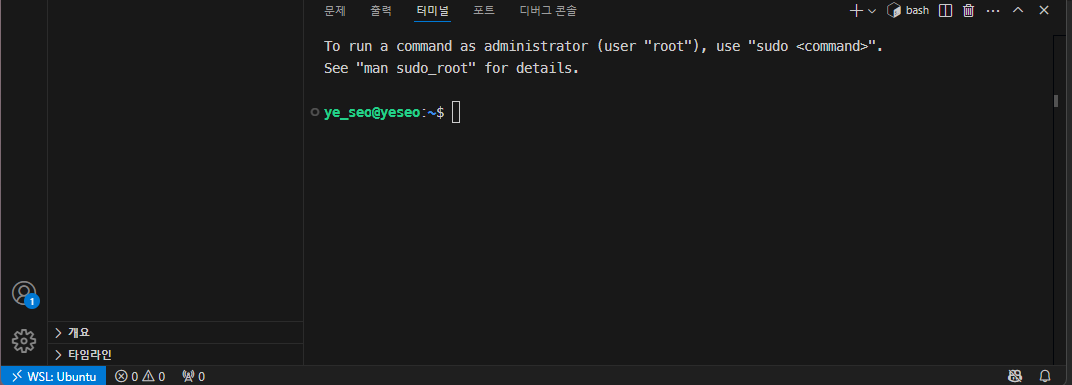 문제 출력 터미널 포트 디버그 콘솔 bash
To run a command as administrator (user "root"), use "sudo <command>".
See "man sudo_root" for details.
ye_seo@yeseo:~$
1
개요
타임라인
WSL: Ubuntu 0 0 0